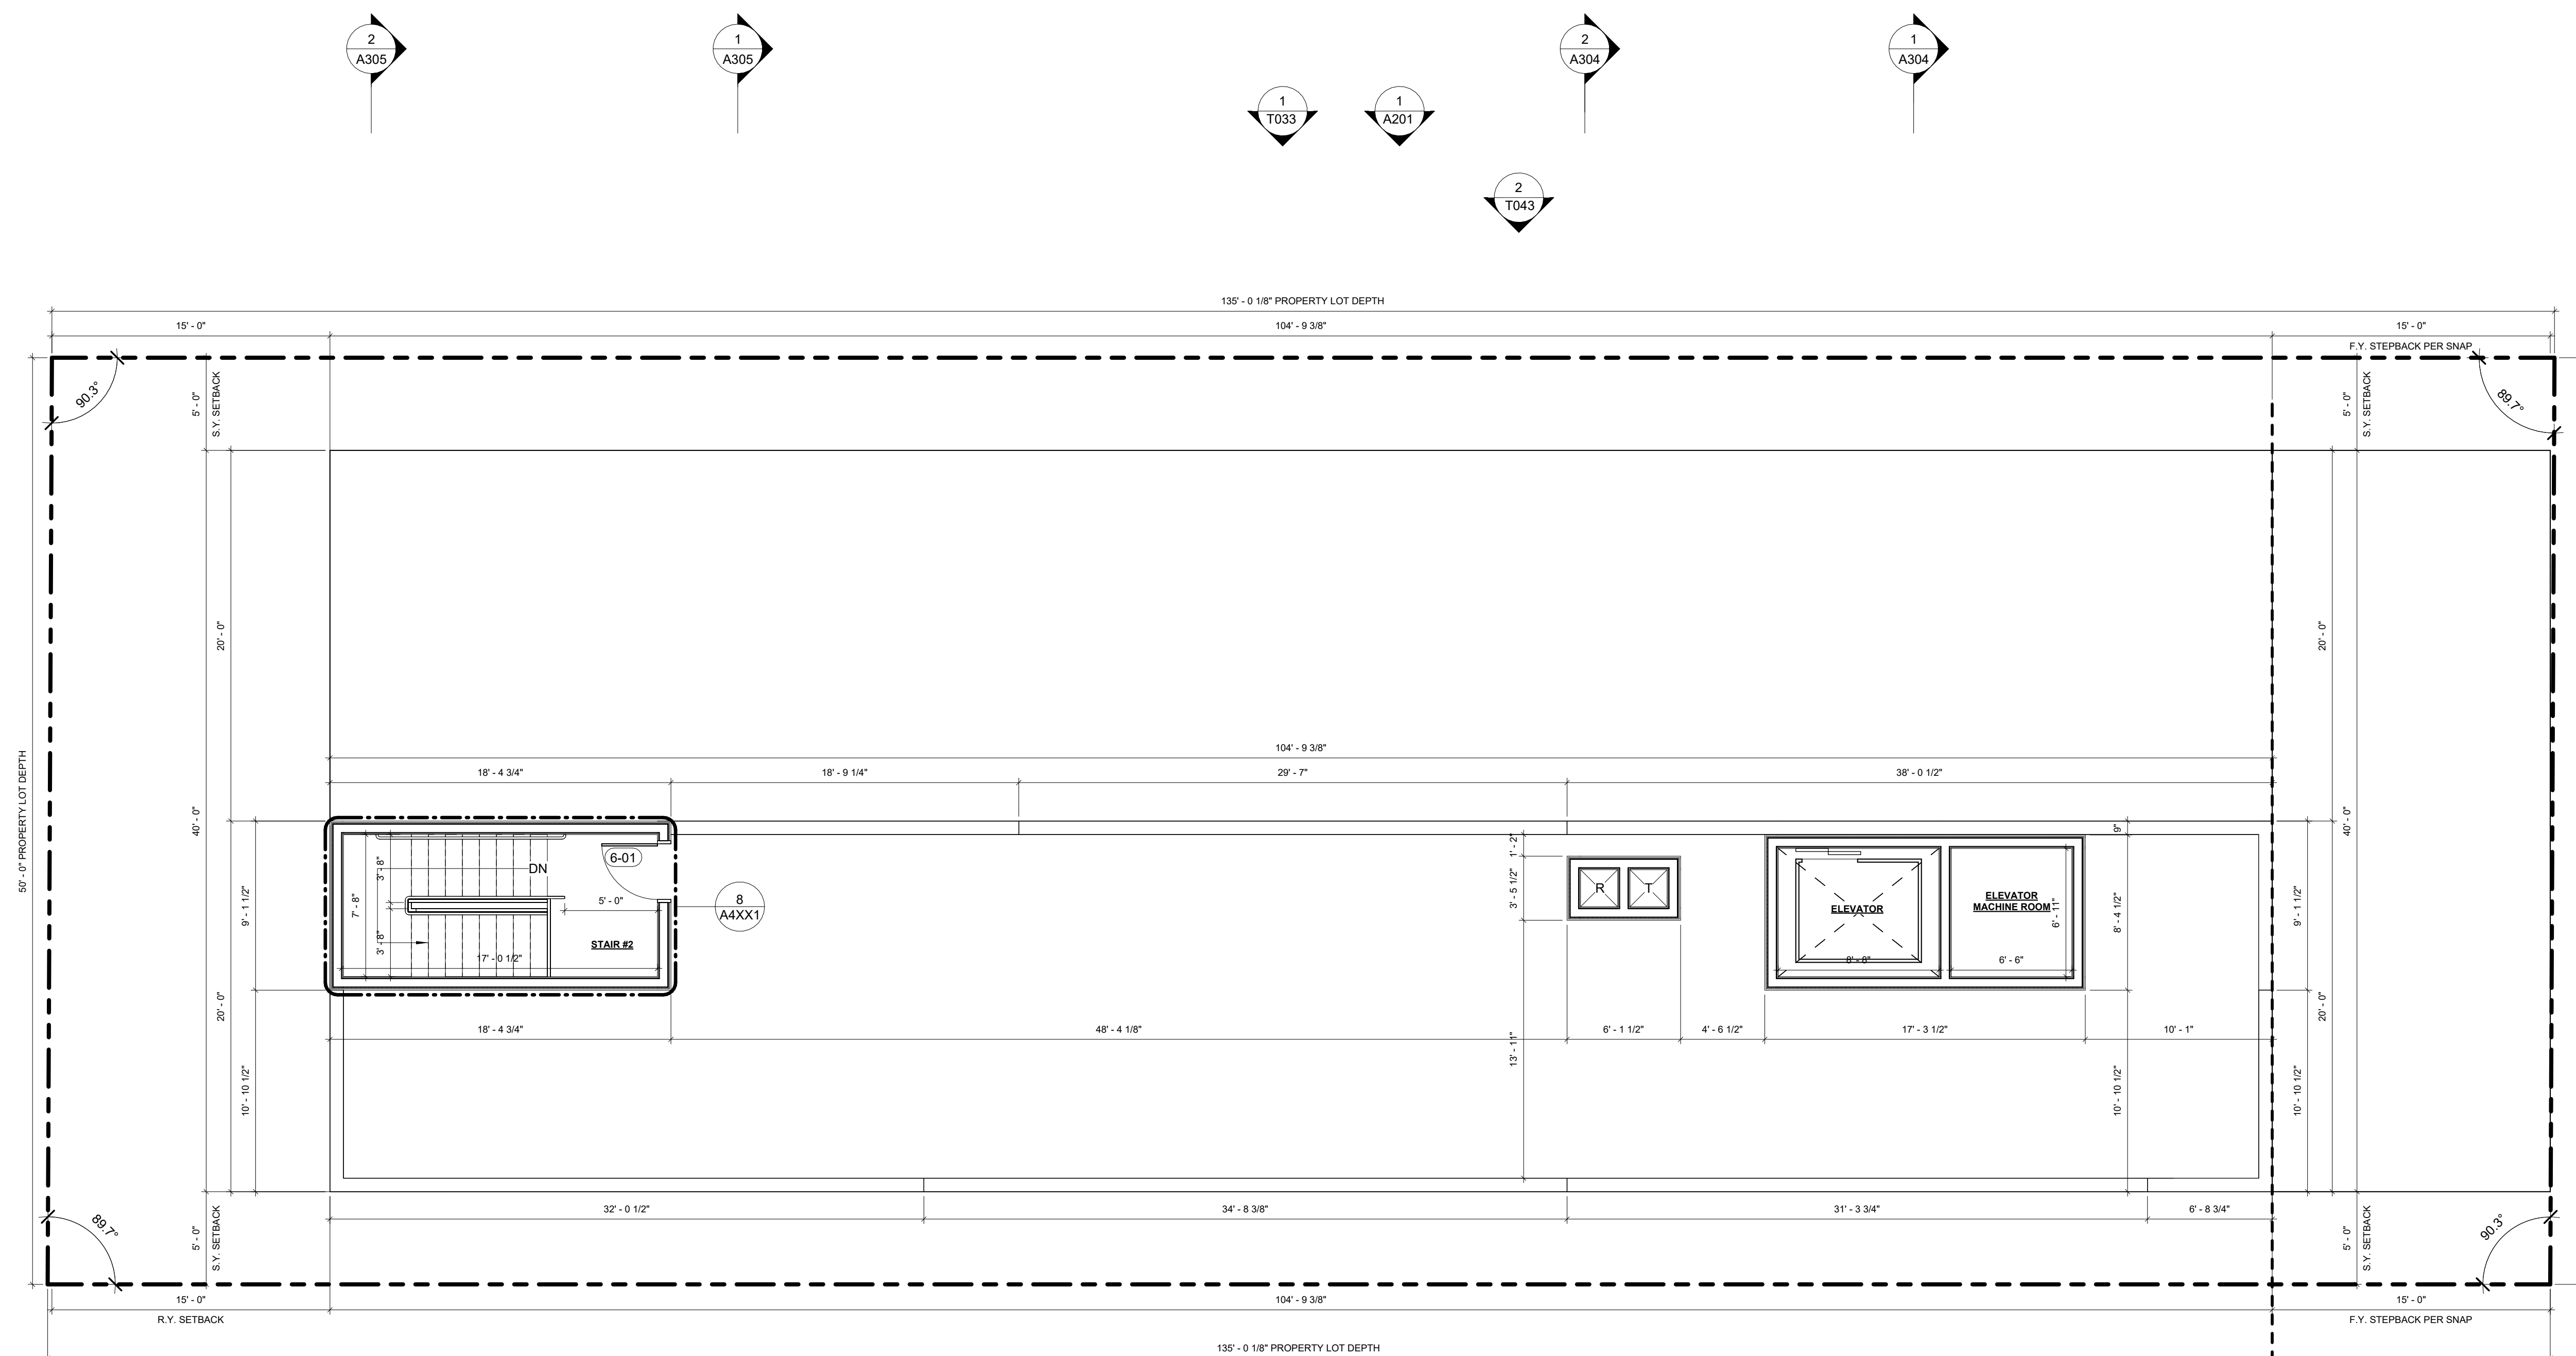 2
A305
1
A305
2
A304
1
A304
1
T033
1
A201
2
T043
135' - 0 1/8" PROPERTY LOT DEPTH
15' - 0"
104' - 9 3/8"
15' - 0"
F.Y. STEPBACK PER SNAP
90.3°
5' - 0"
S.Y. SETBACK
5' - 0"
S.Y. SETBACK
89.7°
20' - 0"
20' - 0"
104' - 9 3/8"
18' - 4 3/4"
18' - 9 1/4"
29' - 7"
38' - 0 1/2"
50' - 0" PROPERTY LOT DEPTH
40' - 0"
9' - 1 1/2"
7' - 8"
3' - 8"
3' - 8"
DN
6-01
5' - 0"
STAIR #2
17' - 0 1/2"
8
A4XX1
1' - 2"
3' - 5 1/2"
R
T
ELEVATOR
8' - 8"
ELEVATOR
MACHINE ROOM
6' - 11"
6' - 6"
9"
8' - 4 1/2"
9' - 1 1/2"
40' - 0"
20' - 0"
20' - 0"
18' - 4 3/4"
48' - 4 1/8"
6' - 1 1/2"
4' - 6 1/2"
17' - 3 1/2"
10' - 1"
13' - 11"
10' - 10 1/2"
10' - 10 1/2"
10' - 10 1/2"
32' - 0 1/2"
34' - 8 3/8"
31' - 3 3/4"
6' - 8 3/4"
89.7°
5' - 0"
S.Y. SETBACK
5' - 0"
S.Y. SETBACK
90.3°
15' - 0"
104' - 9 3/8"
15' - 0"
R.Y. SETBACK
F.Y. STEPBACK PER SNAP
135' - 0 1/8" PROPERTY LOT DEPTH